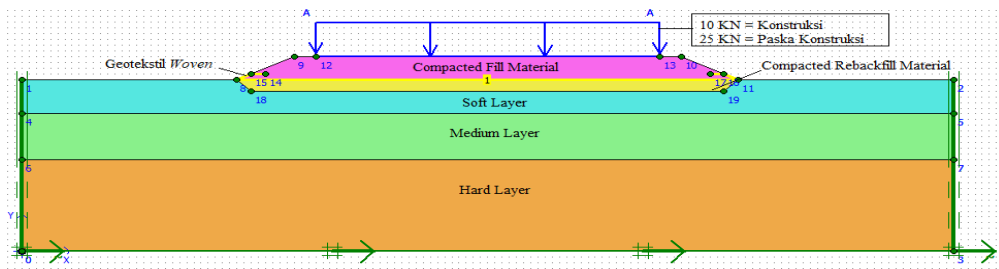 A
A
10 KN = Konstruksi
25 KN = Paska Konstruksi
9
12
13
10
Geotekstil Woven
Compacted Fill Material
Compacted Rebackfill Material
1
15
14
1
17
8
11
2
18
19
Soft Layer
4
5
Medium Layer
6
7
Hard Layer
Y
0
X
3